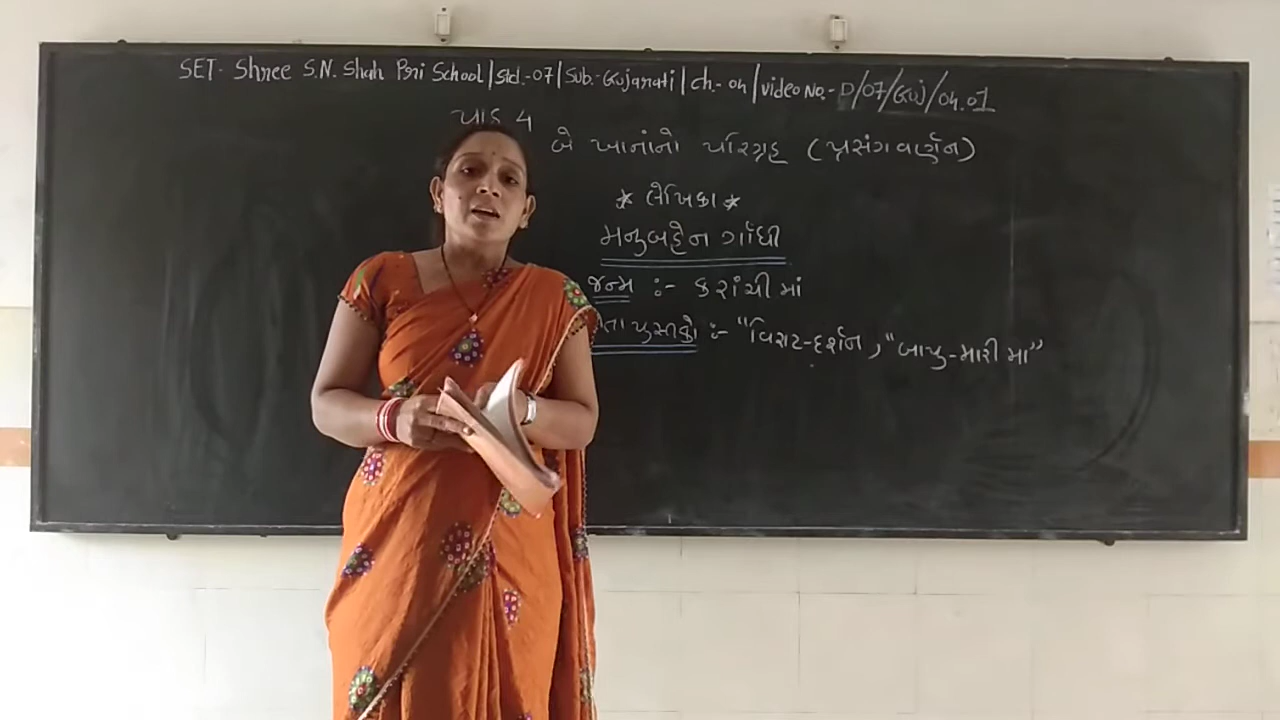 SET- Shree S.N. Shah Pri School | Std.-07 | Sub.-Gujarati | Ch.- 04 | Video No.- D/07/Guj/04.01
પાઠ 4
બે ખાનાંનો પરિગ્રહ (પ્રસંગવર્ણન)
* લેખિકા *
મનુબહેન ગાંધી
જન્મ :- કરાંચીમાં
પુસ્તકો :- "વિરાટ-દર્શન, "બાપુ-મારી મા"